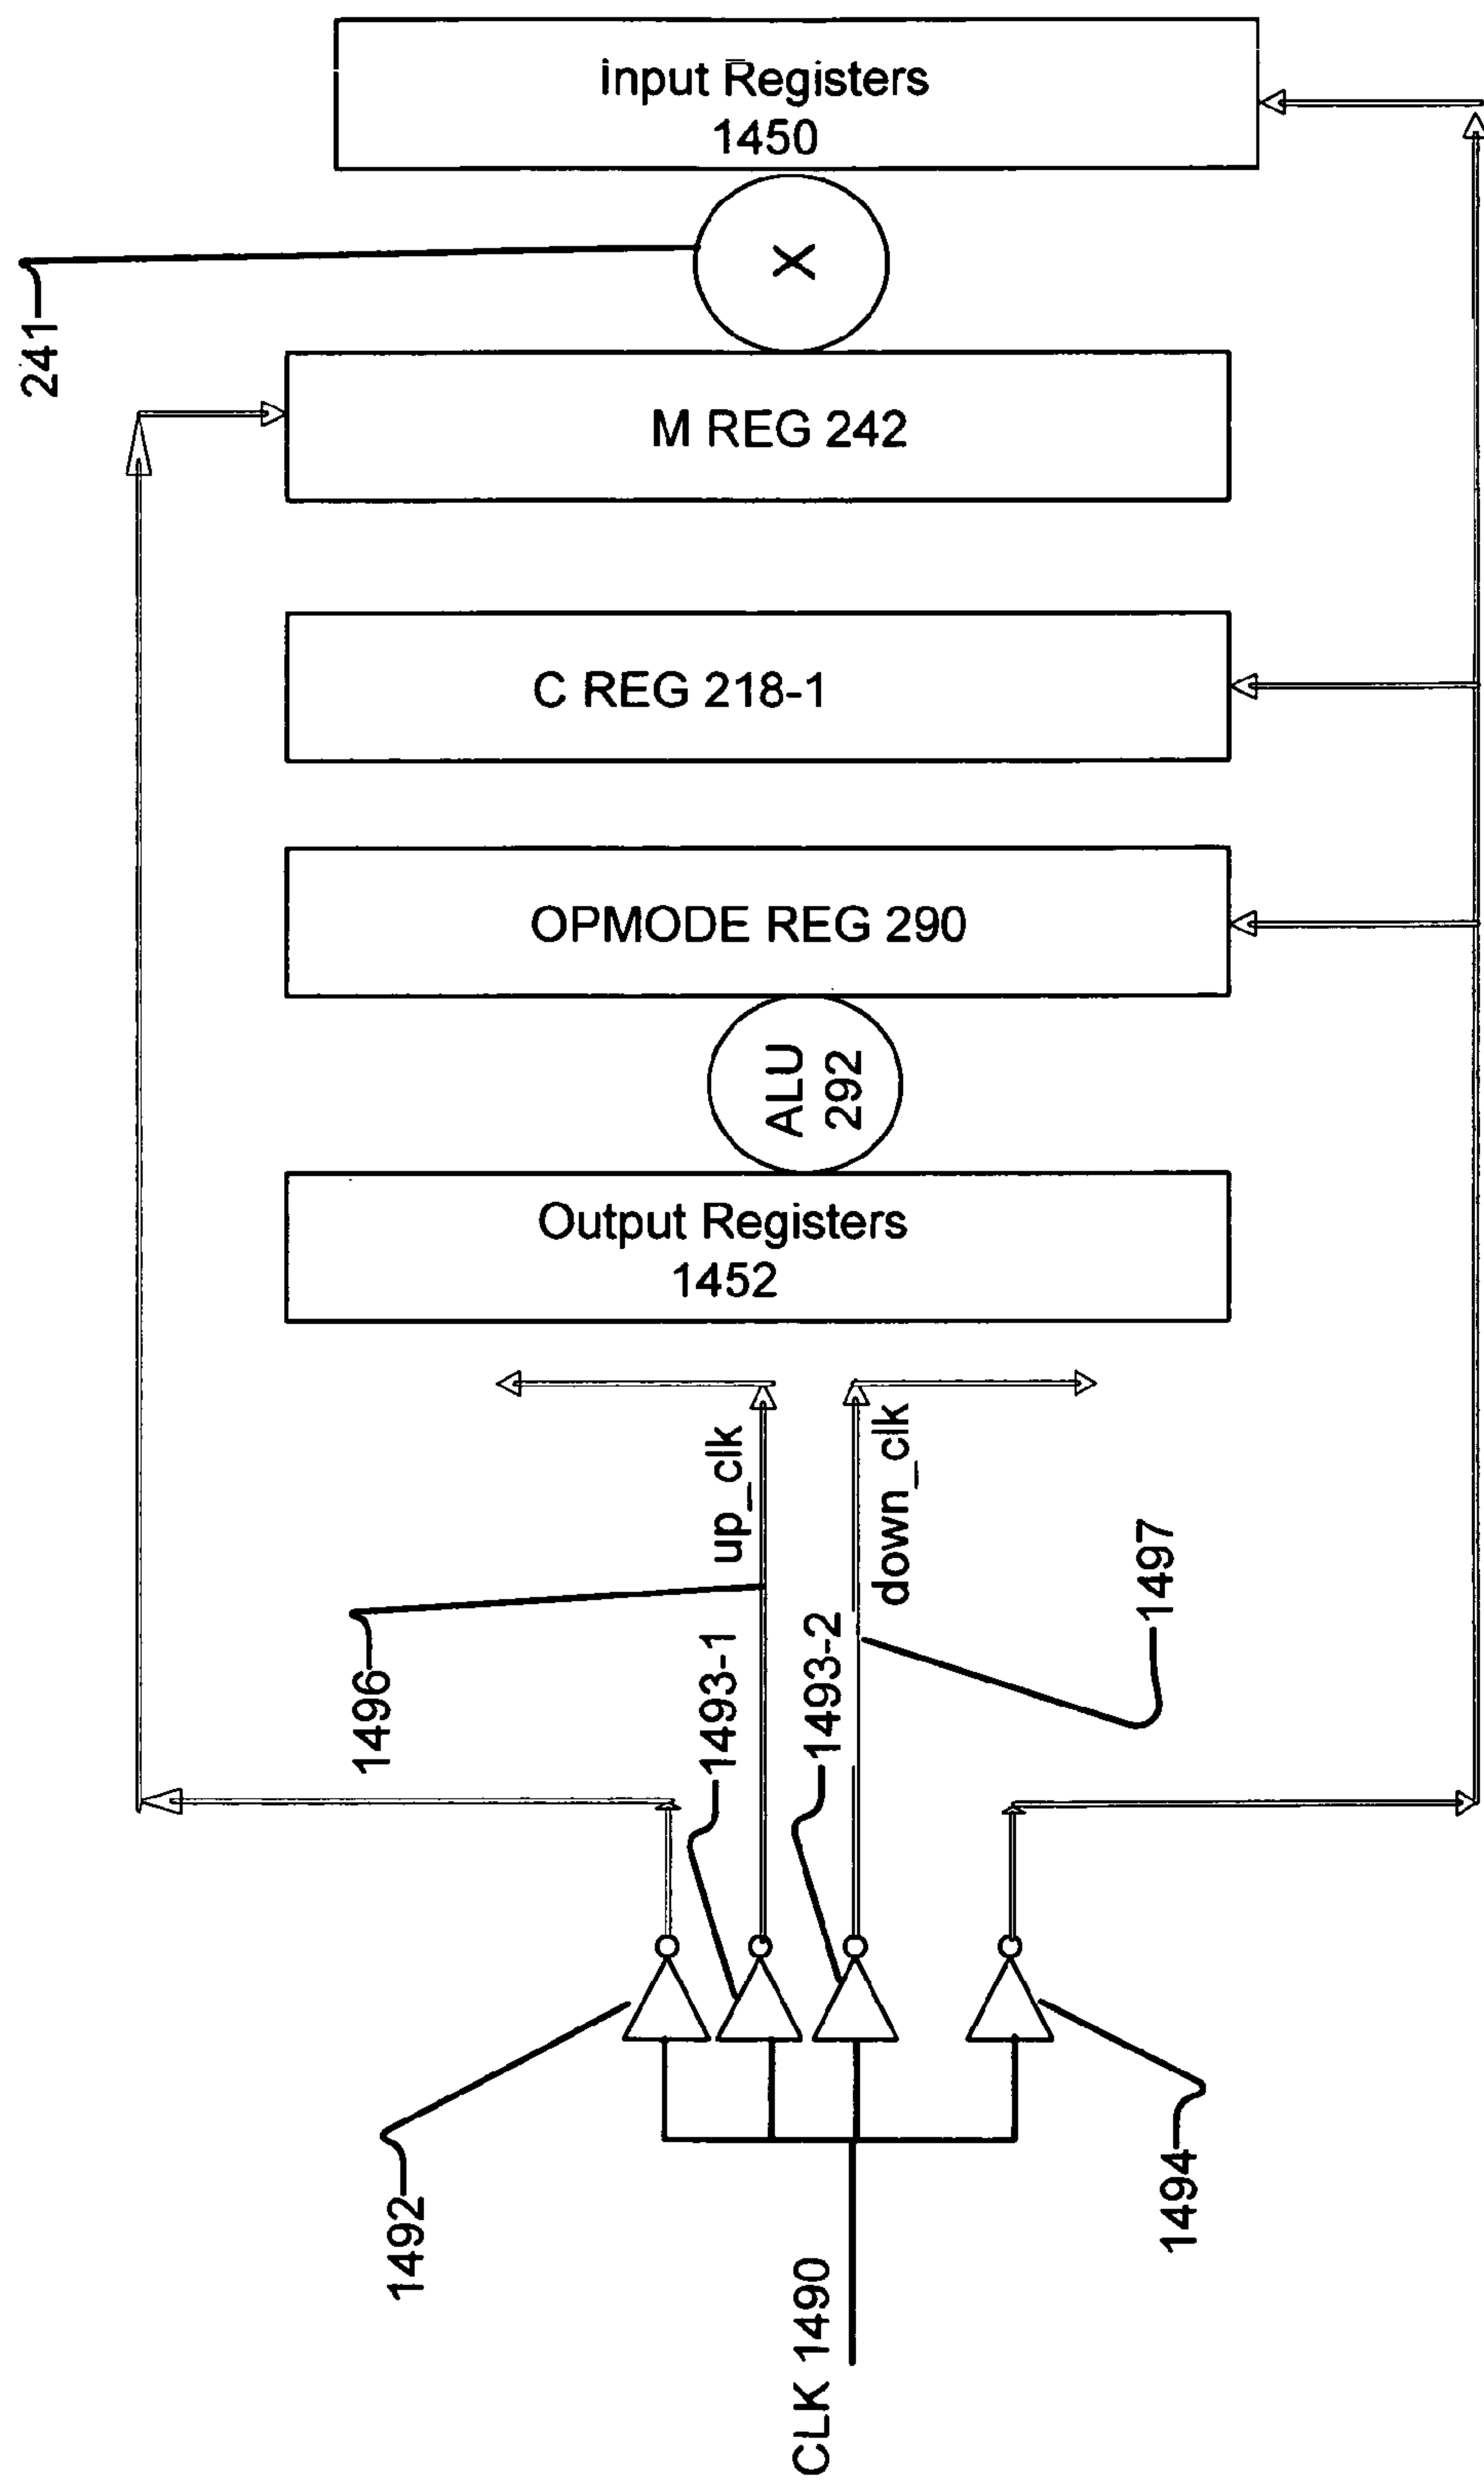 Input Registers
1450
X
241
M REG 242
C REG 218-1
OPMODE REG 290
ALU
292
Output Registers
1452
up_clk
down_clk
1496
1493-1
1493-2
1497
1492
1494
CLK 1490